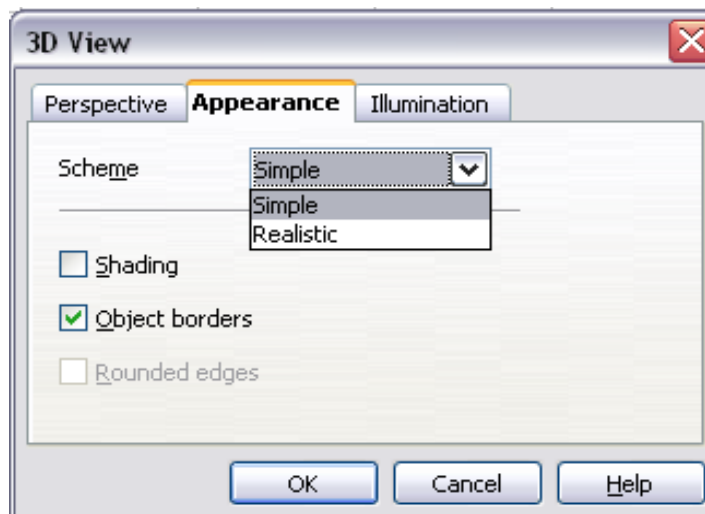 3D View
Perspective Appearance Illumination
Scheme Simple
Simple
Realistic
Shading
Object borders
Rounded edges
OK Cancel Help